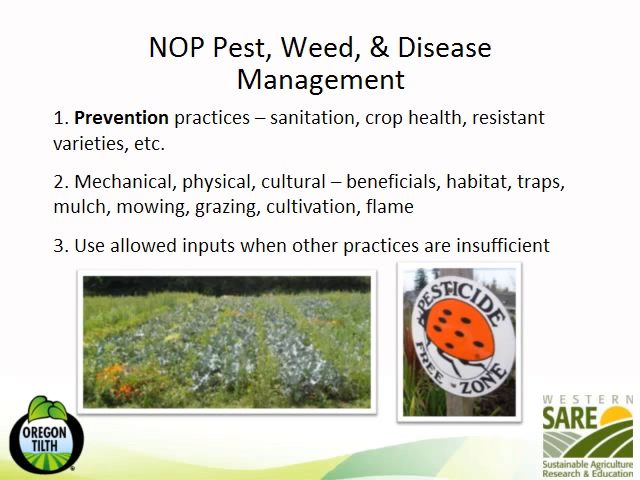 NOP Pest, Weed, & Disease
Management
1. Prevention practices – sanitation, crop health, resistant
varieties, etc.
2. Mechanical, physical, cultural – beneficials, habitat, traps,
mulch, mowing, grazing, cultivation, flame
3. Use allowed inputs when other practices are insufficient
PESTICIDE
FREE - ZONE
OREGON
TILTH
®
WESTERN
SARE
Sustainable Agriculture
Research & Education